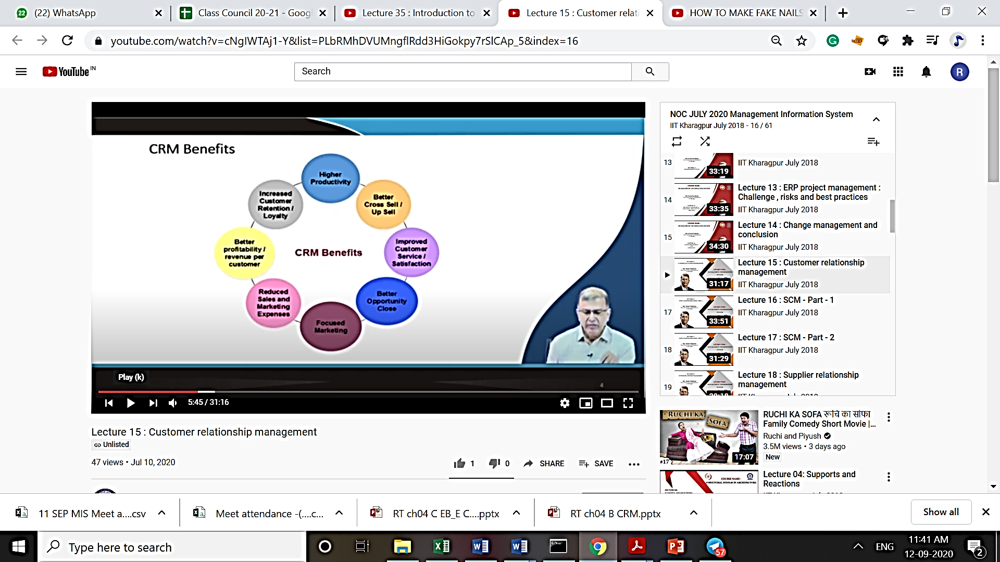 22
(22) WhatsApp
Class Council 20-21 - Goog
Lecture 35 : Introduction to
Lecture 15 : Customer relati
HOW TO MAKE FAKE NAILS
youtube.com/watch?v=cNgIWTAj1-Y&list=PLbRMhDVUMngflRdd3HiGokpy7rSlCAp_5&index=16
YouTube IN
Search
R
CRM Benefits
Higher
Productivity
Better
Cross Sell /
Up Sell
Improved
Customer
Service /
Satisfaction
Better
Opportunity
Close
Focused
Marketing
Reduced
Sales and
Marketing
Expenses
Better
profitability /
revenue per
customer
Increased
Customer
Retention /
Loyalty
CRM Benefits
4
Play (k)
5:45 / 31:16
Lecture 15 : Customer relationship management
Unlisted
47 views • Jul 10, 2020
1
0
SHARE
SAVE
NOC JULY 2020 Management Information System
IIT Kharagpur July 2018 - 16 / 61
13
33:19
IIT Kharagpur July 2018
14
33:35
Lecture 13 : ERP project management :
Challenge , risks and best practices
IIT Kharagpur July 2018
15
34:30
Lecture 14 : Change management and
conclusion
IIT Kharagpur July 2018
31:17
Lecture 15 : Customer relationship
management
IIT Kharagpur July 2018
17
33:51
Lecture 16 : SCM - Part - 1
IIT Kharagpur July 2018
18
31:29
Lecture 17 : SCM - Part - 2
IIT Kharagpur July 2018
19
Lecture 18 : Supplier relationship
management
RUCHI KA
SOFA
#17
17:07
RUCHI KA SOFA रूचि का सोफा
Family Comedy Short Movie |...
Ruchi and Piyush
3.5M views • 3 days ago
New
COURSE NAME :
STRUCTURAL SYSTEM IN ARCHITECTURE
Lecture 04: Supports and
Reactions
11 SEP MIS Meet a....csv
Meet attendance -(....c...
RT ch04 C EB_E C....pptx
RT ch04 B CRM.pptx
Show all
Type here to search
57
ENG
11:41 AM
12-09-2020
2